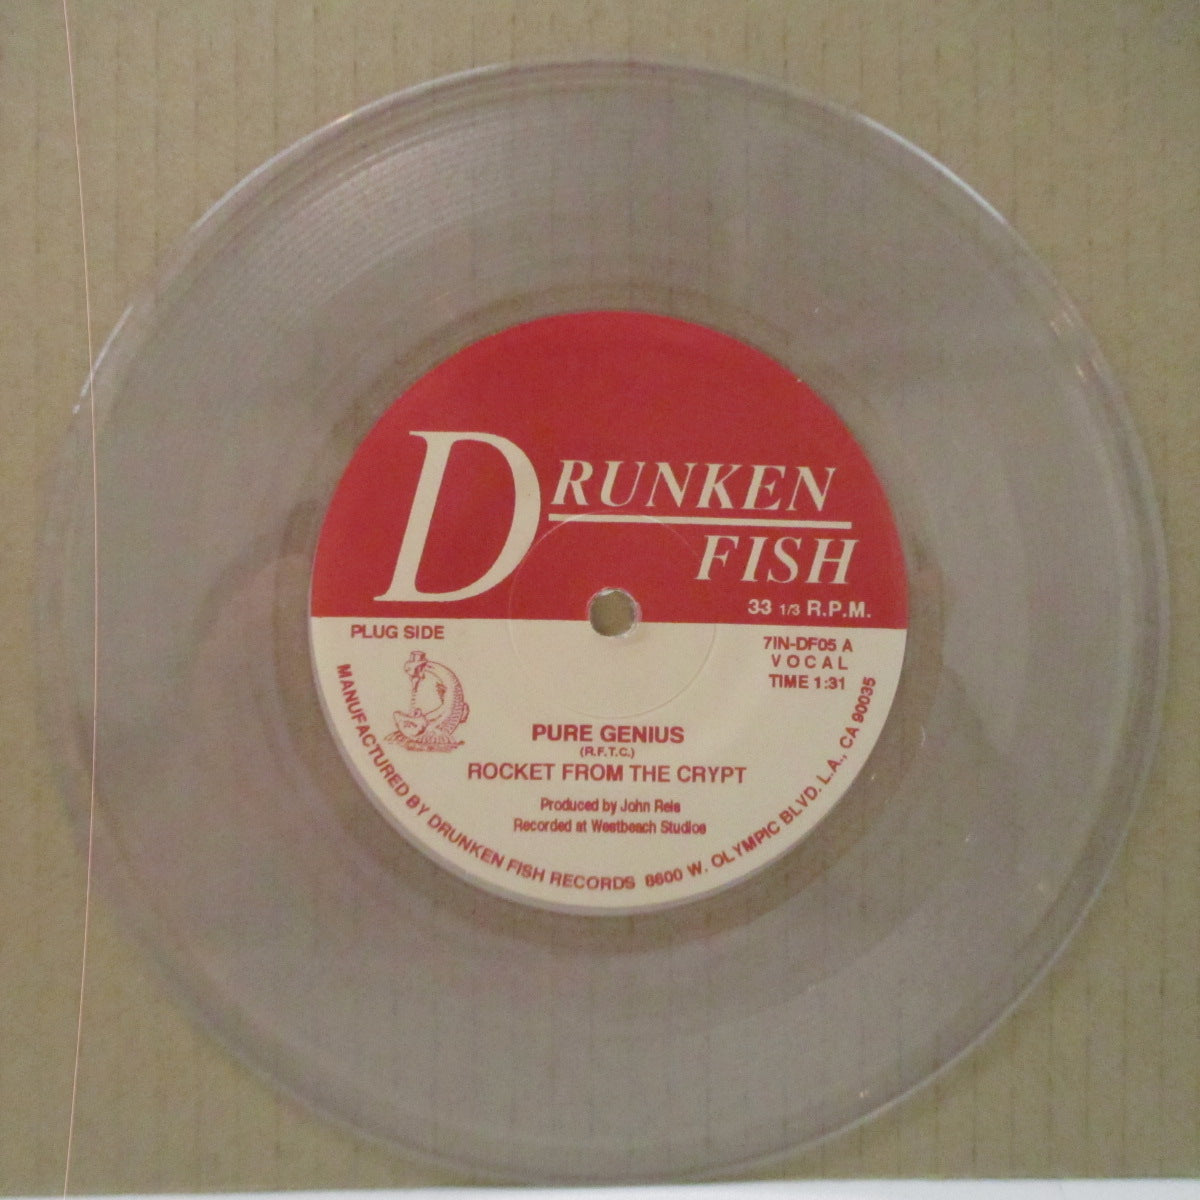 DRUNKEN
FISH
33 1/3 R.P.M.
PLUG SIDE
7IN-DF05 A
VOCAL
TIME 1:31
PURE GENIUS
(R.F.T.C.)
ROCKET FROM THE CRYPT
Produced by John Reis
Recorded at Westbeach Studios
MANUFACTURED BY DRUNKEN FISH RECORDS 8600 W. OLYMPIC BLVD. L.A., CA 90035